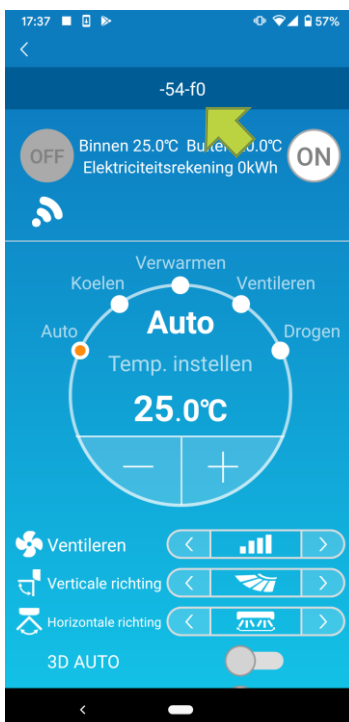 17:37 57%
-54-f0
OFF Binnen 25.0℃ .0℃ ON
Elektriciteitsrekening 0kWh
Verwarmen
Koelen Ventileren
Auto Auto Drogen
Temp. instellen
25.0℃
Ventileren
Verticale richting
Horizontale richting
3D AUTO